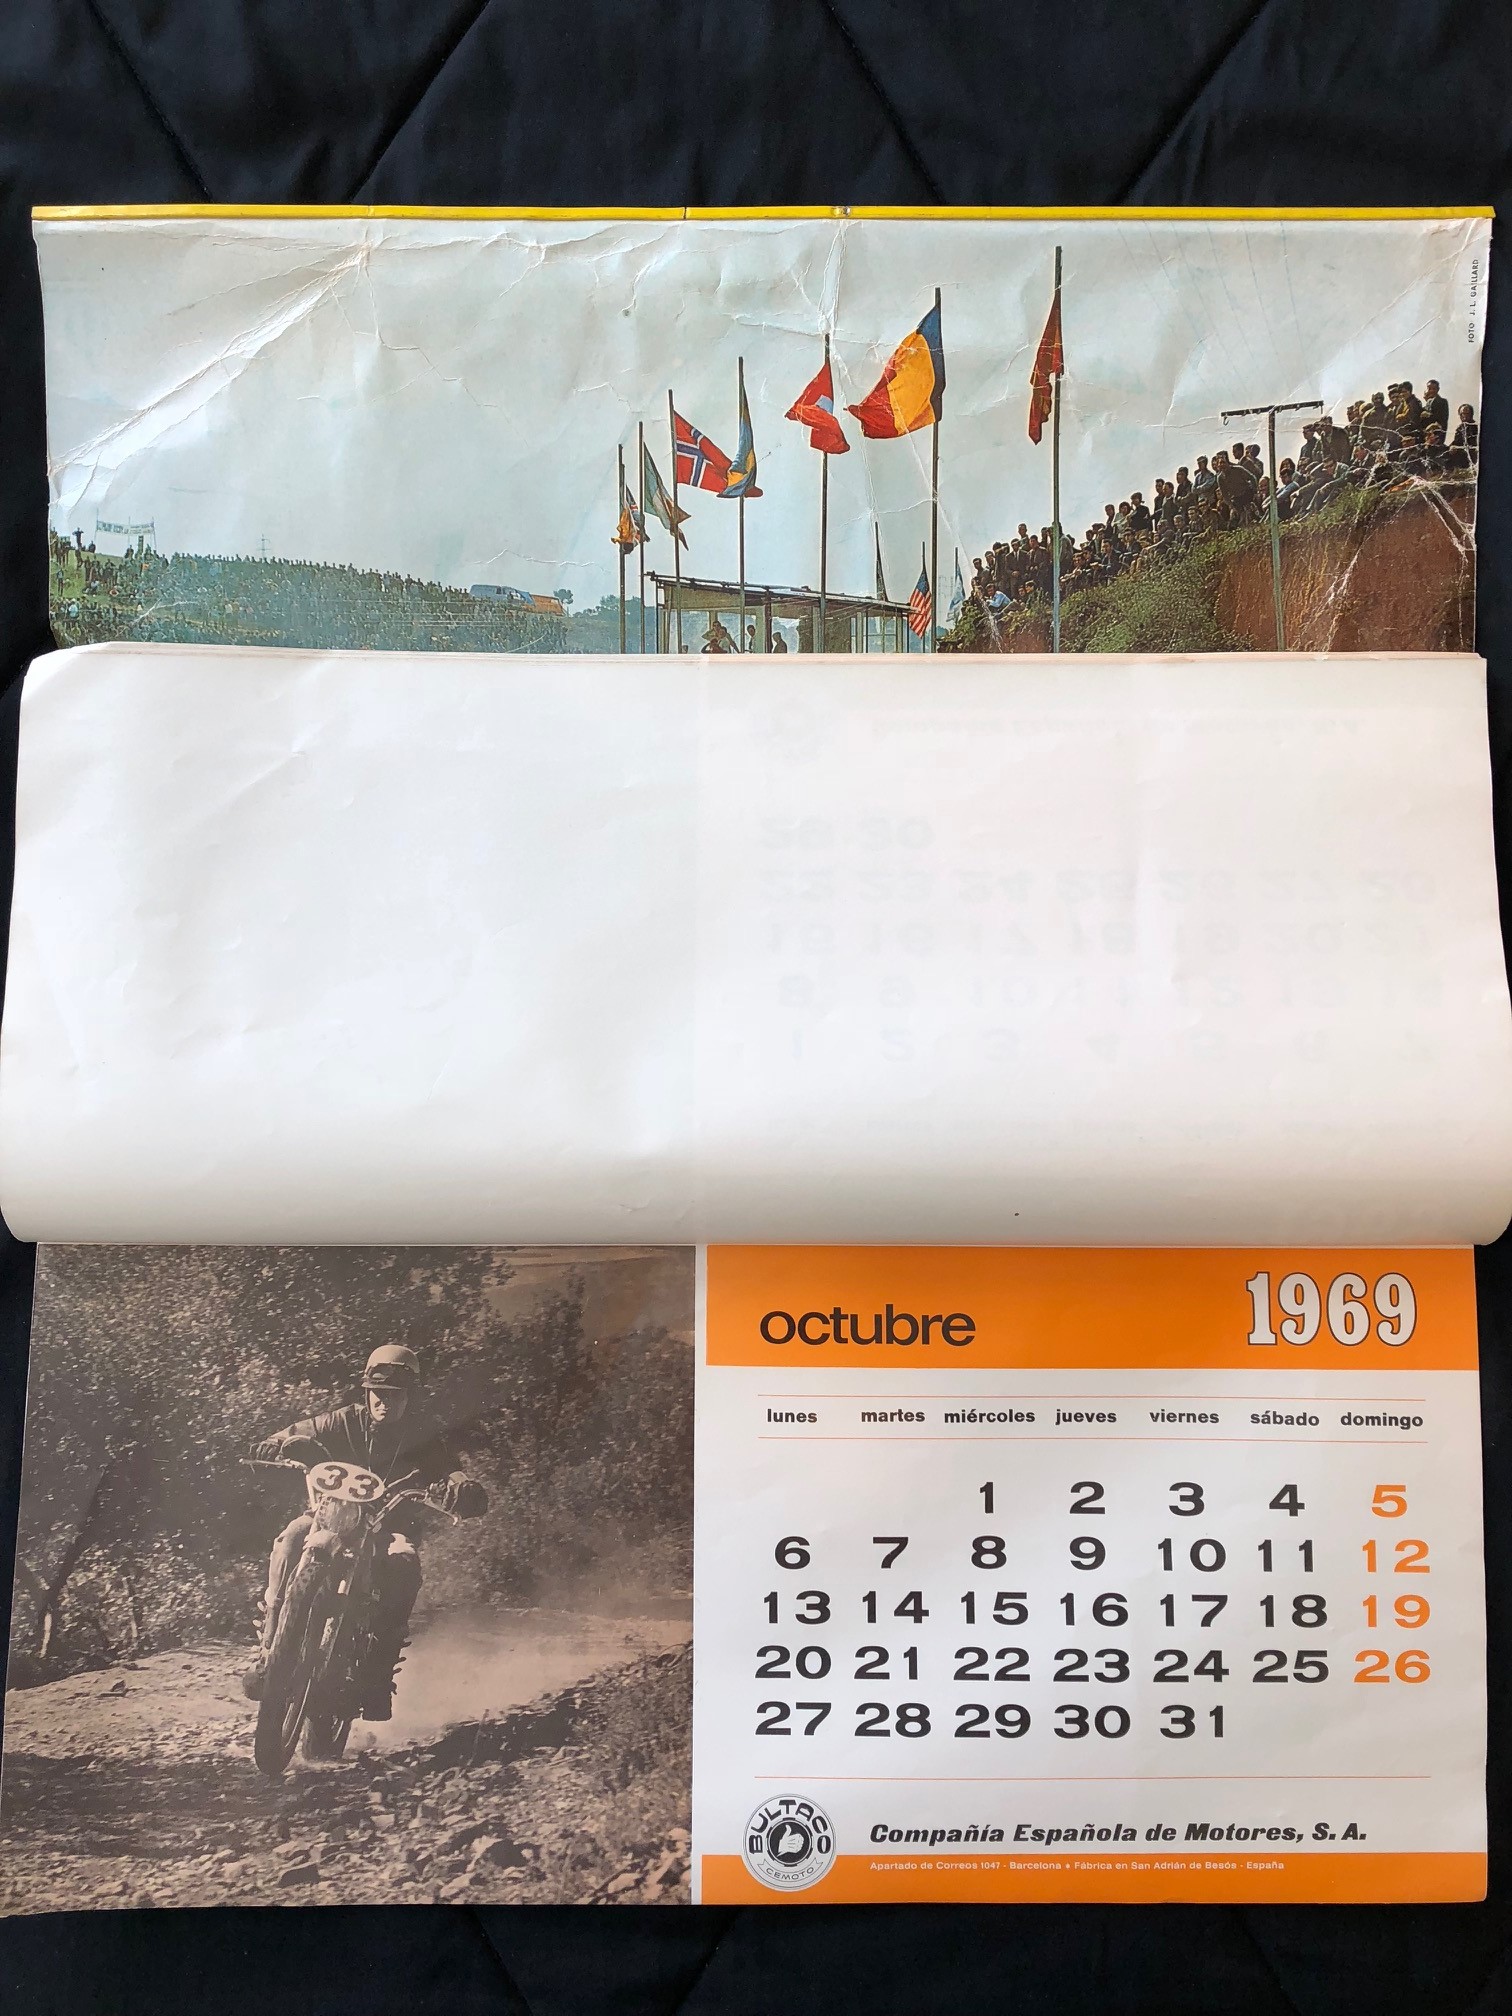 FOTO J. L. GAILLARD
33
octubre 1969
lunes martes miércoles jueves viernes sábado domingo
1 2 3 4 5
6 7 8 9 10 11 12
13 14 15 16 17 18 19
20 21 22 23 24 25 26
27 28 29 30 31
BULTACO
CEMOTO
Compañía Española de Motores, S. A.
Apartado de Correos 1047 - Barcelona • Fábrica en San Adrián de Besós - España